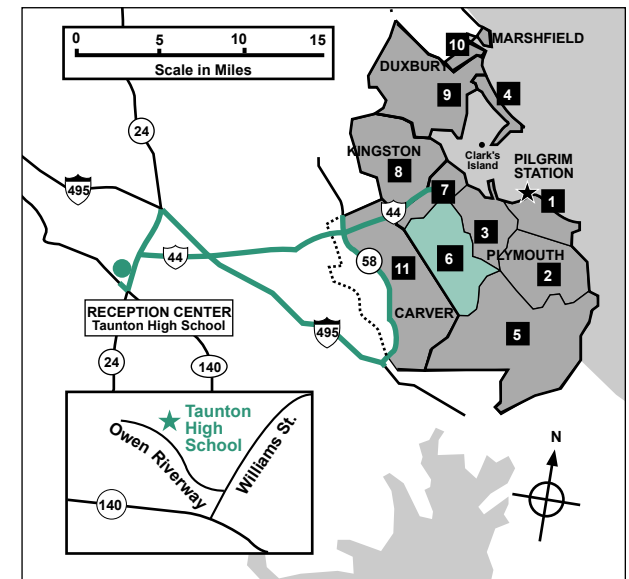 0 5 10 15
Scale in Miles
10
MARSHFIELD
DUXBURY
9
4
24
Clark's
Island
KINGSTON
8
PILGRIM
STATION
495
7
1
44
44
3
PLYMOUTH
58
6
2
11
RECEPTION CENTER
Taunton High School
CARVER
495
5
24
140
Taunton
High
School
Owen Riverway
Williams St.
140
N